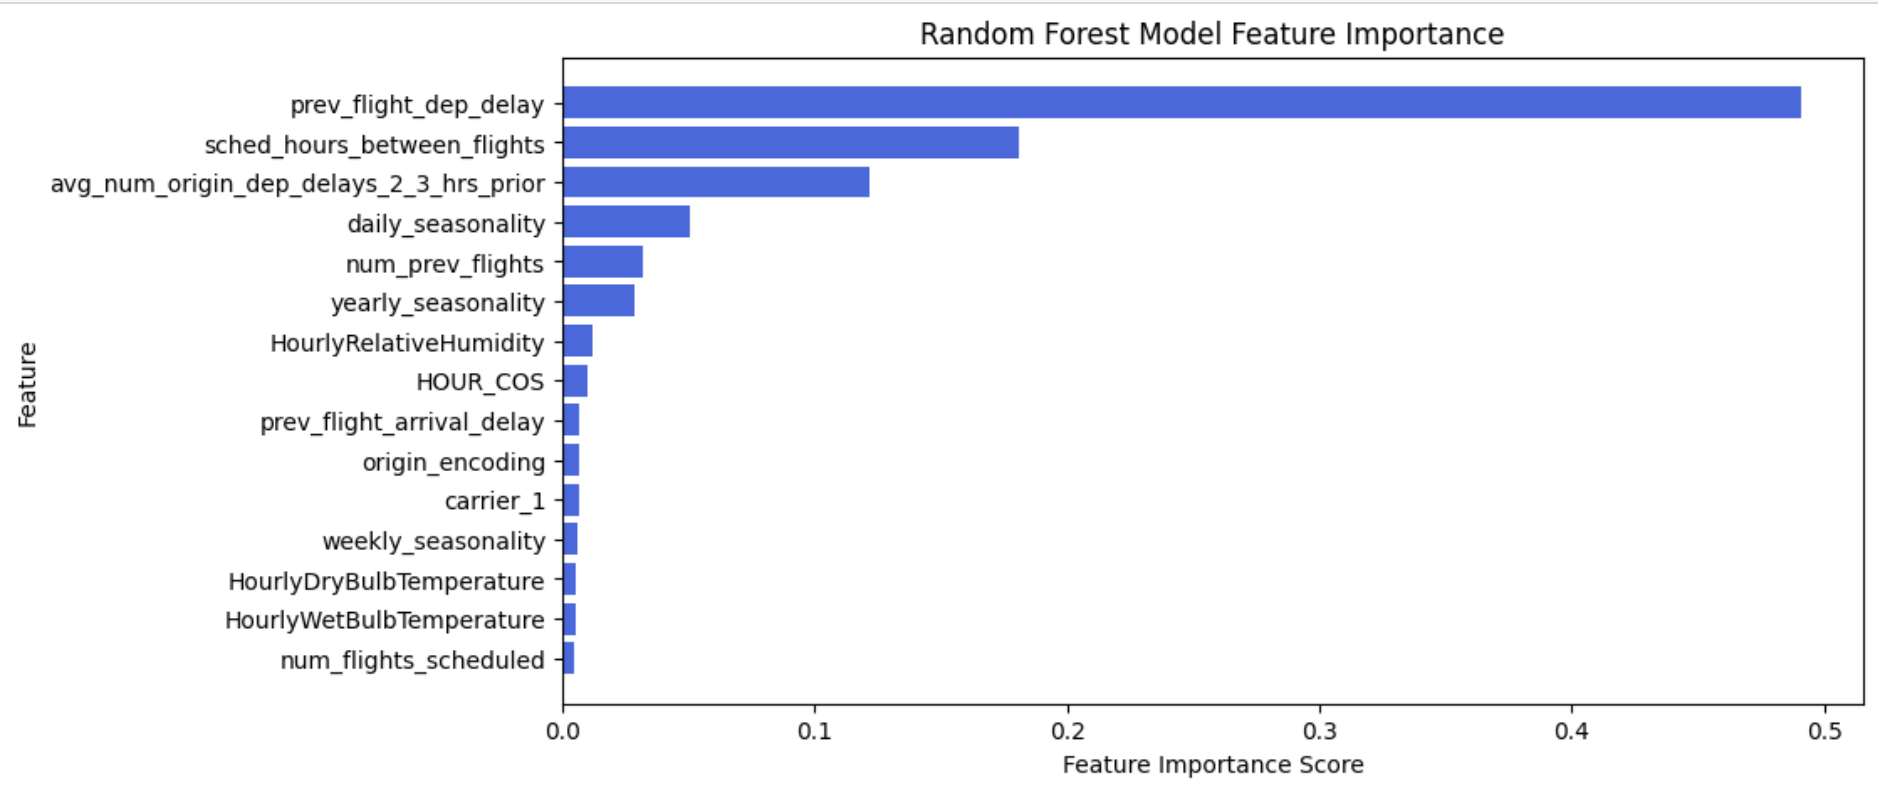 Random Forest Model Feature Importance
prev_flight_dep_delay
sched_hours_between_flights
avg_num_origin_dep_delays_2_3_hrs_prior
daily_seasonality
num_prev_flights
yearly_seasonality
HourlyRelativeHumidity
HOUR_COS
prev_flight_arrival_delay
origin_encoding
carrier_1
weekly_seasonality
HourlyDryBulbTemperature
HourlyWetBulbTemperature
num_flights_scheduled
Feature
0.0 0.1 0.2 0.3 0.4 0.5
Feature Importance Score